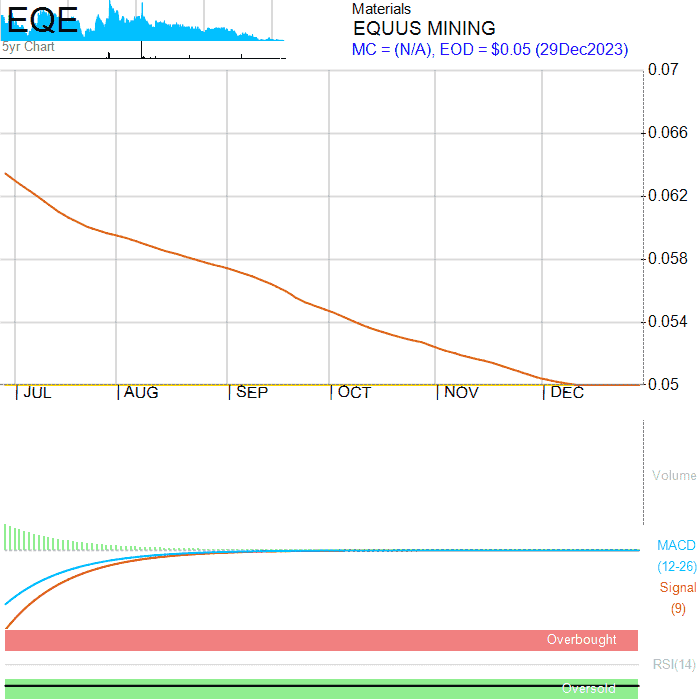 EQE
5yr Chart
Materials
EQUUS MINING
MC = (N/A), EOD = $0.05 (29Dec2023)
0.07
0.066
0.062
0.058
0.054
0.05
JUL AUG SEP OCT NOV DEC
Volume
MACD
(12-26)
Signal
(9)
Overbought
RSI(14)
Oversold